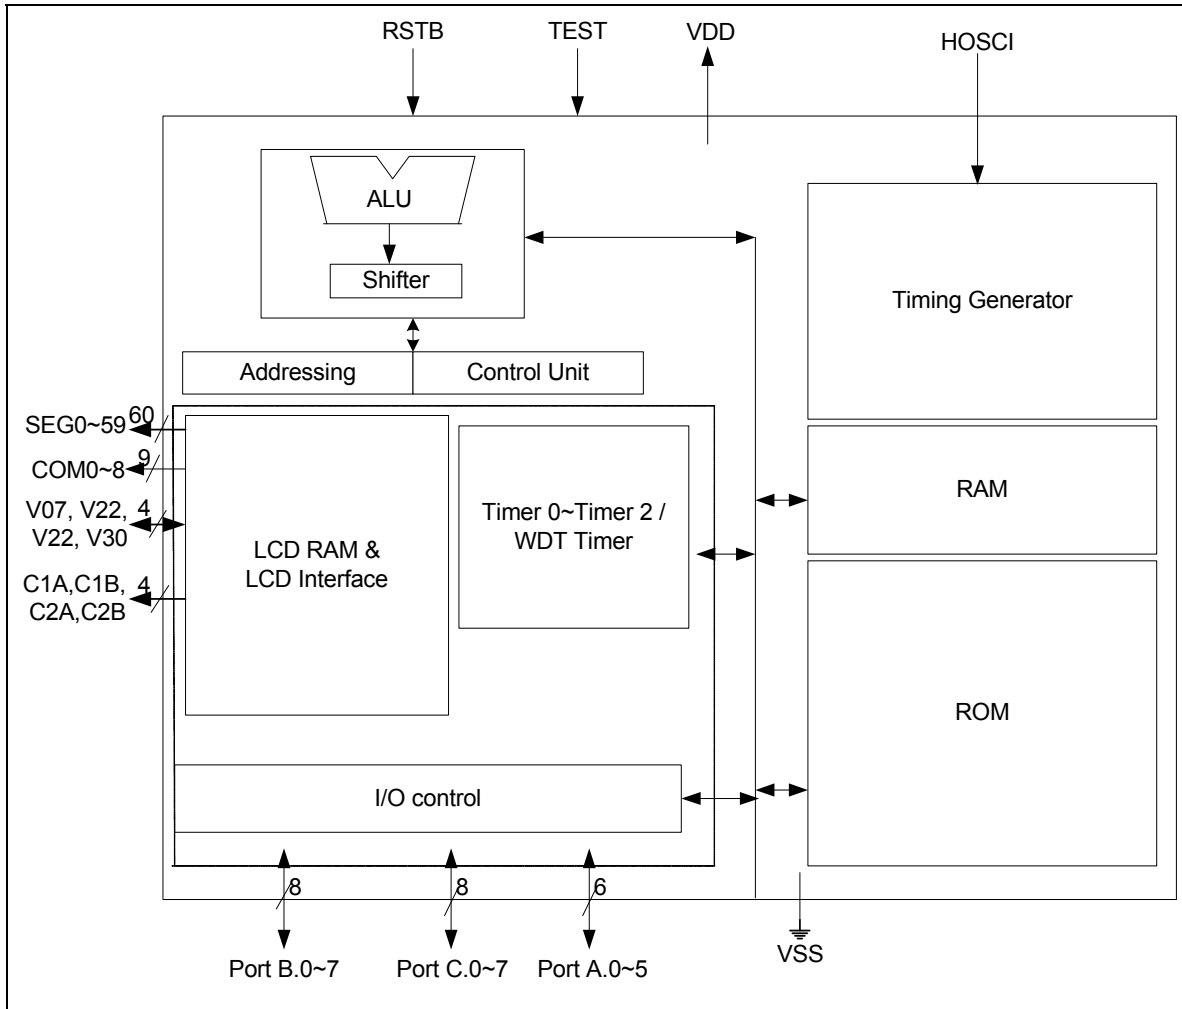 RSTB
TEST
VDD
HOSCI
ALU
Shifter
Timing Generator
Addressing
Control Unit
SEG0~59
60
COM0~8
9
V07, V22,
V22, V30
4
C1A,C1B,
C2A,C2B
4
LCD RAM &
LCD Interface
Timer 0~Timer 2 /
WDT Timer
RAM
ROM
I/O control
8
8
6
Port B.0~7
Port C.0~7
Port A.0~5
VSS